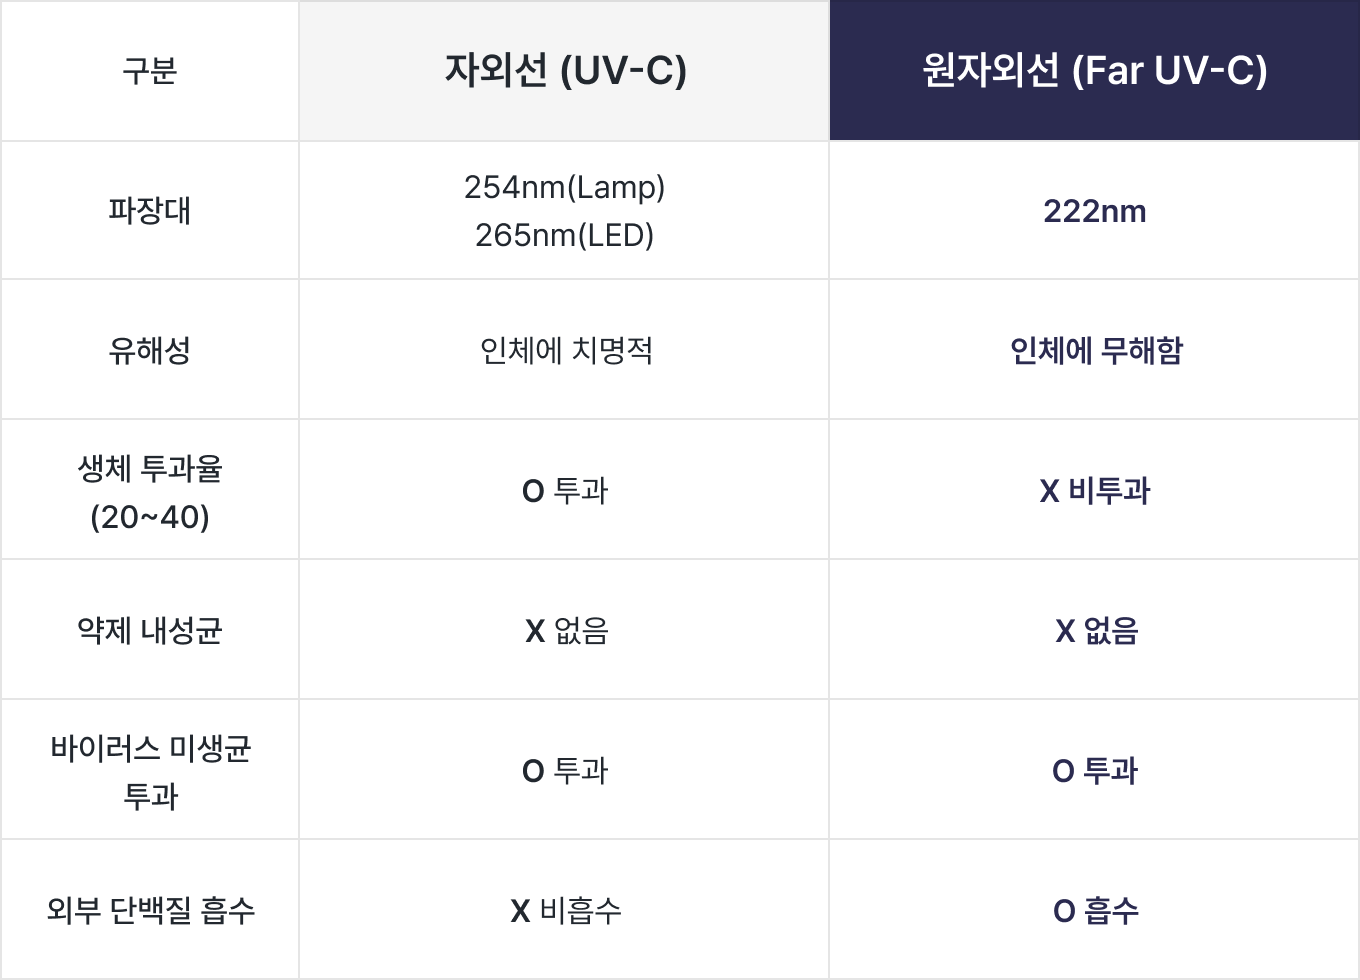 구분
자외선 (UV-C)
원자외선 (Far UV-C)
파장대
254nm(Lamp)
265nm(LED)
222nm
유해성
인체에 치명적
인체에 무해함
생체 투과율
(20~40)
O 투과
X 비투과
약제 내성균
X 없음
X 없음
바이러스 미생균
투과
O 투과
O 투과
외부 단백질 흡수
X 비흡수
O 흡수